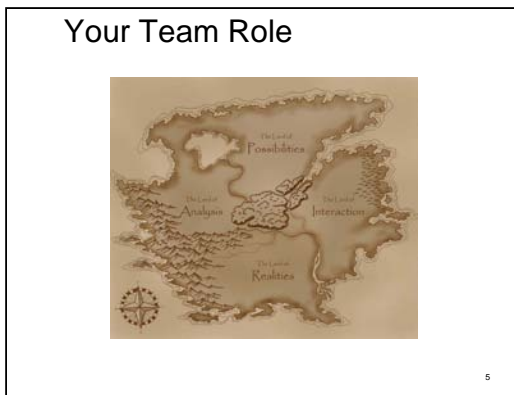 Your Team Role
The Land of
Possibilities
The Land of
Analysis
The Land of
Interaction
The Land of
Realities
5